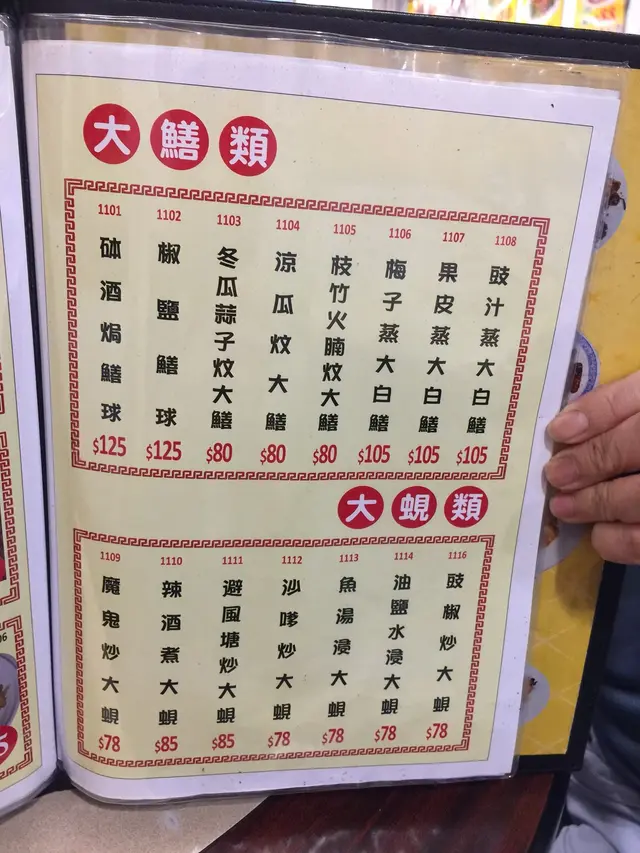 大鱔類
1101
砵酒焗鱔球
$125
1102
椒鹽鱔球
$125
1103
冬瓜蒜子炆大鱔
$80
1104
涼瓜炆大鱔
$80
1105
枝竹火腩炆大鱔
$80
1106
梅子蒸大白鱔
$105
1107
果皮蒸大白鱔
$105
1108
豉汁蒸大白鱔
$105
大蜆類
1109
魔鬼炒大蜆
$78
1110
辣酒煮大蜆
$85
1111
避風塘炒大蜆
$85
1112
沙嗲炒大蜆
$78
1113
魚湯浸大蜆
$78
1114
油鹽水浸大蜆
$78
1116
豉椒炒大蜆
$78